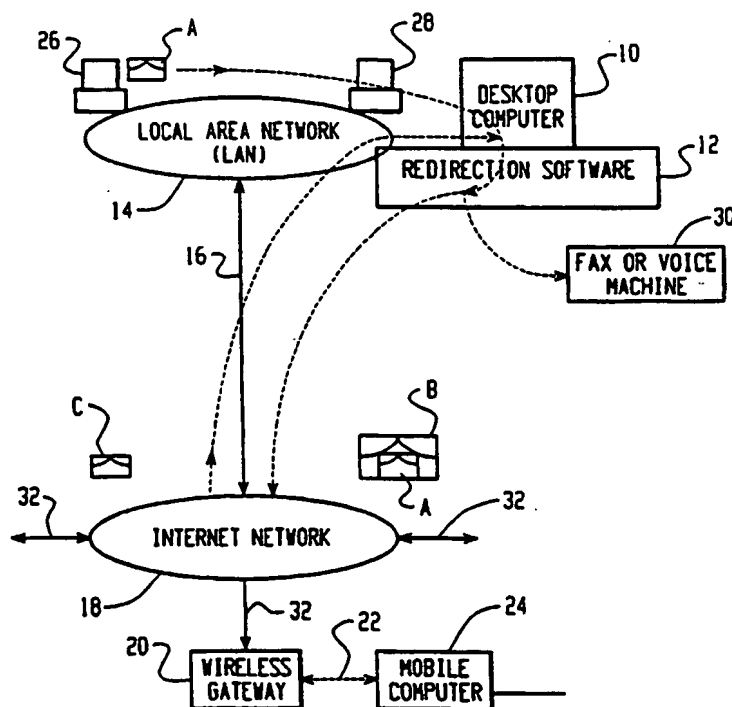 26
A
28
10
DESKTOP
COMPUTER
LOCAL AREA NETWORK
(LAN)
12
REDIRECTION SOFTWARE
14
30
16
FAX OR VOICE
MACHINE
C
B
A
32
32
INTERNET NETWORK
18
32
24
20
22
WIRELESS
GATEWAY
MOBILE
COMPUTER